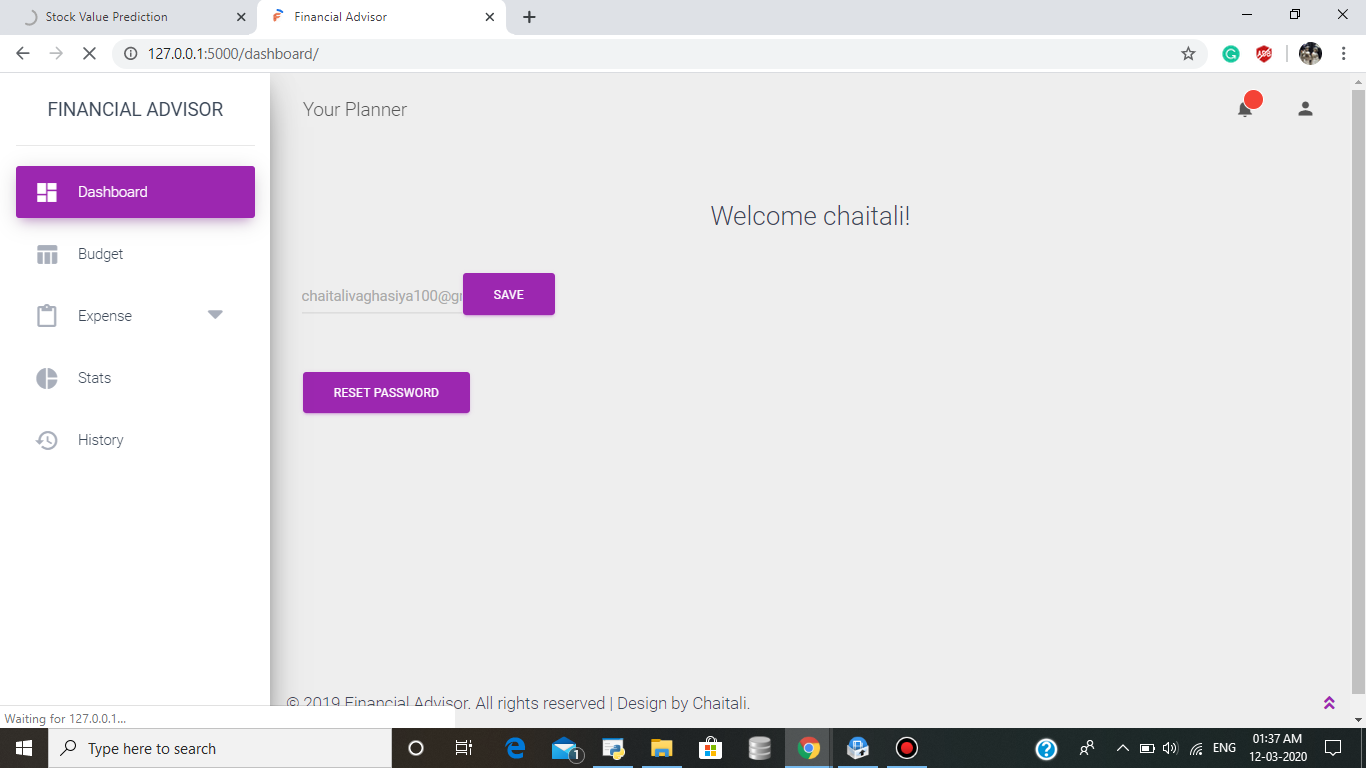 Stock Value Prediction
Financial Advisor
127.0.0.1:5000/dashboard/
FINANCIAL ADVISOR
Your Planner
Dashboard
Welcome chaitali!
Budget
chaitalivaghasiya100@gr
SAVE
Expense
Stats
RESET PASSWORD
History
© 2019 Financial Advisor. All rights reserved | Design by Chaitali.
Waiting for 127.0.0.1...
Type here to search
1
ENG
01:37 AM
12-03-2020